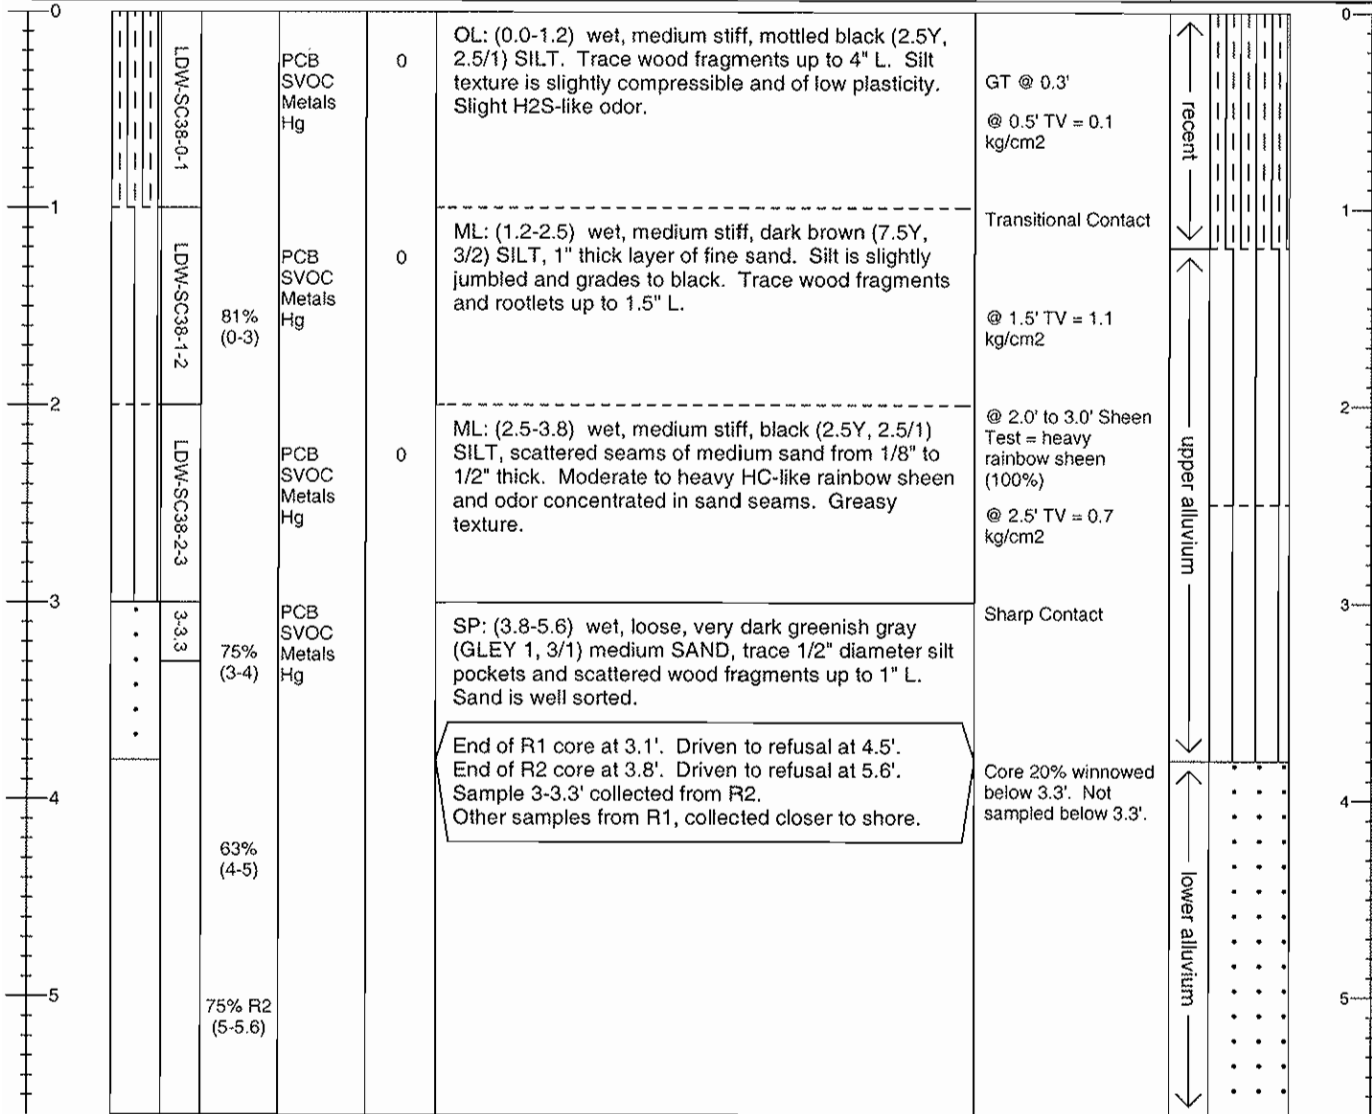 0
LDW-SC38-0-1
PCB
SVOC
Metals
Hg
0
OL: (0.0-1.2) wet, medium stiff, mottled black (2.5Y,
2.5/1) SILT. Trace wood fragments up to 4" L. Silt
texture is slightly compressible and of low plasticity.
Slight H2S-like odor.
GT @ 0.3'
@ 0.5' TV = 0.1
kg/cm2
recent
0
1
LDW-SC38-1-2
81%
(0-3)
PCB
SVOC
Metals
Hg
0
ML: (1.2-2.5) wet, medium stiff, dark brown (7.5Y,
3/2) SILT, 1" thick layer of fine sand. Silt is slightly
jumbled and grades to black. Trace wood fragments
and rootlets up to 1.5" L.
Transitional Contact
@ 1.5' TV = 1.1
kg/cm2
1
2
LDW-SC38-2-3
PCB
SVOC
Metals
Hg
0
ML: (2.5-3.8) wet, medium stiff, black (2.5Y, 2.5/1)
SILT, scattered seams of medium sand from 1/8" to
1/2" thick. Moderate to heavy HC-like rainbow sheen
and odor concentrated in sand seams. Greasy
texture.
@ 2.0' to 3.0' Sheen
Test = heavy
rainbow sheen
(100%)
@ 2.5' TV = 0.7
kg/cm2
upper alluvium
2
3
3-3.3
75%
(3-4)
PCB
SVOC
Metals
Hg
SP: (3.8-5.6) wet, loose, very dark greenish gray
(GLEY 1, 3/1) medium SAND, trace 1/2" diameter silt
pockets and scattered wood fragments up to 1" L.
Sand is well sorted.
Sharp Contact
3
End of R1 core at 3.1'. Driven to refusal at 4.5'.
End of R2 core at 3.8'. Driven to refusal at 5.6'.
Sample 3-3.3' collected from R2.
Other samples from R1, collected closer to shore.
Core 20% winnowed
below 3.3'. Not
sampled below 3.3'.
4
63%
(4-5)
lower alluvium
4
5
75% R2
(5-5.6)
5